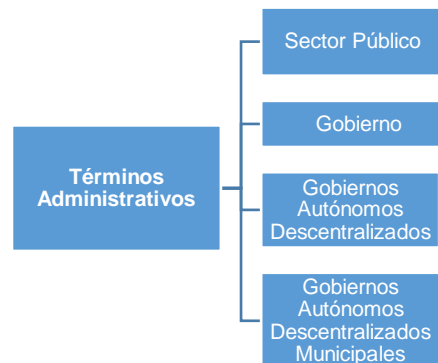 Sector Público
Gobierno
Términos
Administrativos
Gobiernos
Autónomos
Descentralizados
Gobiernos
Autónomos
Descentralizados
Municipales